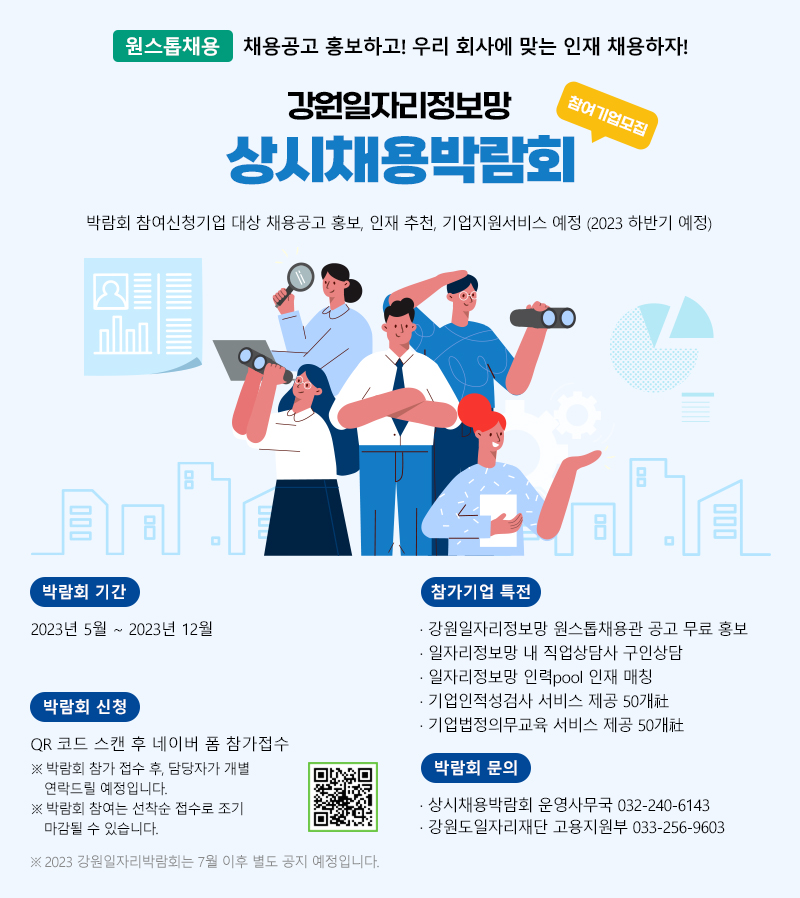 원스톱채용 채용공고 홍보하고! 우리 회사에 맞는 인재 채용하자!
강원일자리정보망
참여기업모집
상시채용박람회
박람회 참여신청기업 대상 채용공고 홍보, 인재 추천, 기업지원서비스 예정 (2023 하반기 예정)
박람회 기간
2023년 5월 ~ 2023년 12월
박람회 신청
QR 코드 스캔 후 네이버 폼 참가접수
※ 박람회 참가 접수 후, 담당자가 개별
연락드릴 예정입니다.
※ 박람회 참여는 선착순 접수로 조기
마감될 수 있습니다.
※ 2023 강원일자리박람회는 7월 이후 별도 공지 예정입니다.
참가기업 특전
· 강원일자리정보망 원스톱채용관 공고 무료 홍보
· 일자리정보망 내 직업상담사 구인상담
· 일자리정보망 인력pool 인재 매칭
· 기업인적성검사 서비스 제공 50개社
· 기업법정의무교육 서비스 제공 50개社
박람회 문의
· 상시채용박람회 운영사무국 032-240-6143
· 강원도일자리재단 고용지원부 033-256-9603